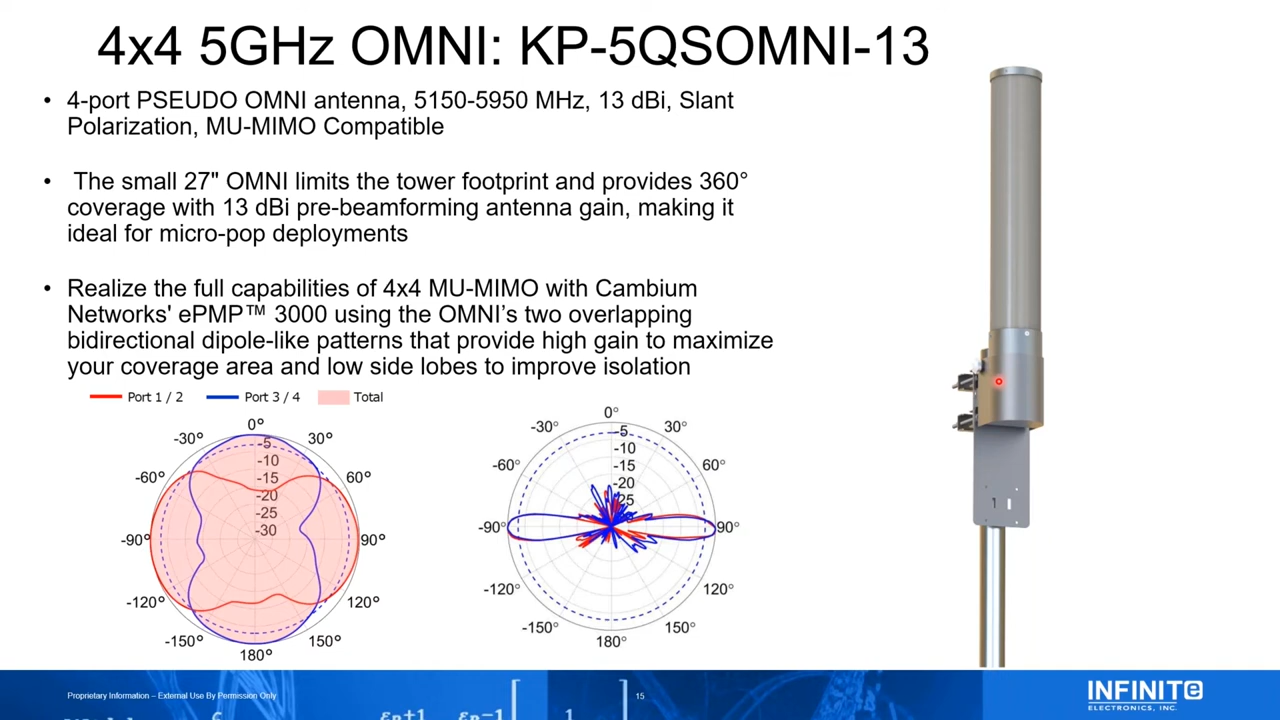 4x4 5GHz OMNI: KP-5QSOMNI-13
• 4-port PSEUDO OMNI antenna, 5150-5950 MHz, 13 dBi, Slant
Polarization, MU-MIMO Compatible
• The small 27" OMNI limits the tower footprint and provides 360°
coverage with 13 dBi pre-beamforming antenna gain, making it
ideal for micro-pop deployments
• Realize the full capabilities of 4x4 MU-MIMO with Cambium
Networks' ePMP™ 3000 using the OMNI's two overlapping
bidirectional dipole-like patterns that provide high gain to maximize
your coverage area and low side lobes to improve isolation
Port 1 / 2 Port 3 / 4 Total
0°
-30° 30°
-5
-10
-60° 60°
-15
-20
-25
-30
-90° 90°
-120° 120°
-150° 150°
180°
0°
-30° 30°
-5
-10
-60° 60°
-15
-20
-90° 90°
-120° 120°
-150° 150°
180°
Proprietary Information – External Use By Permission Only
15
INFINITe
ELECTRONICS, INC.